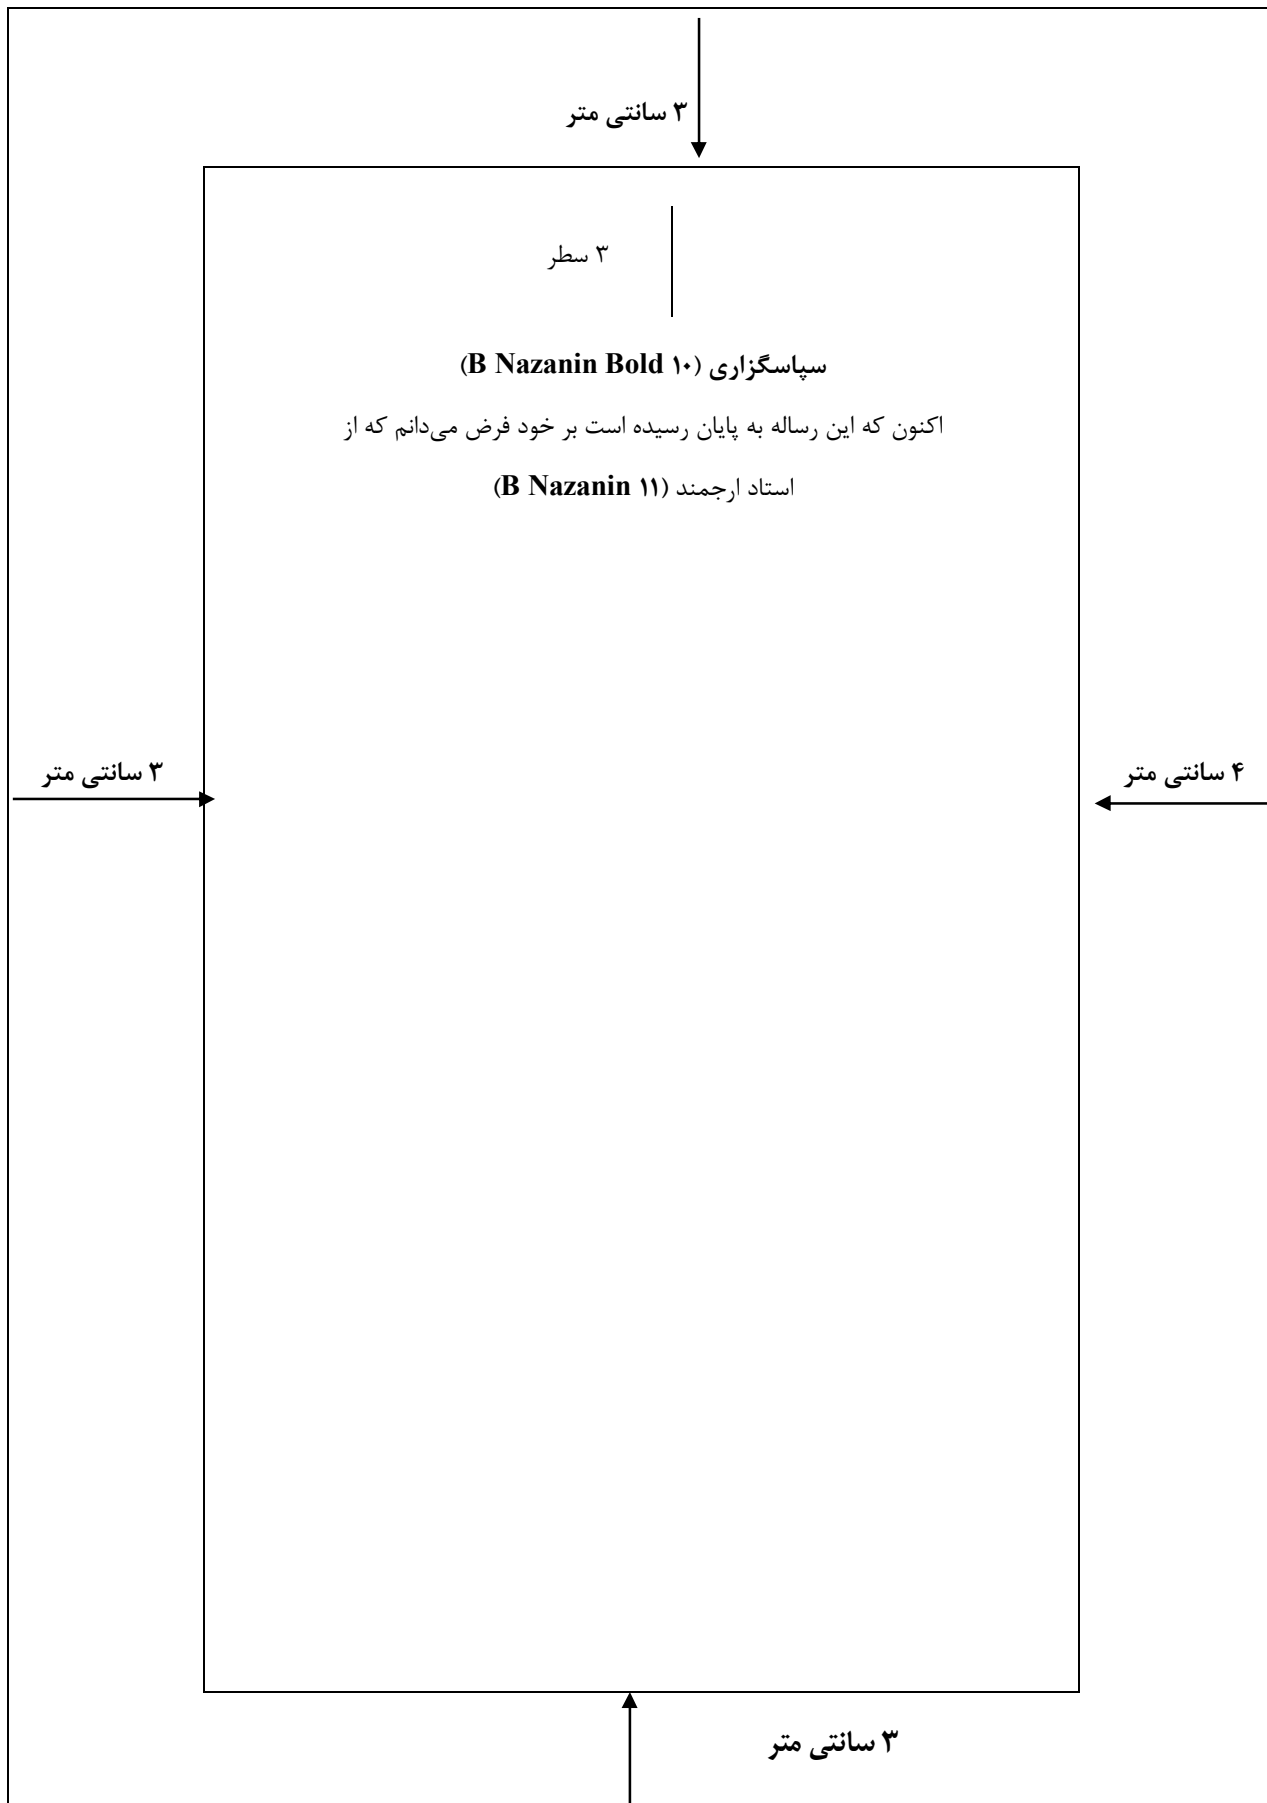 ۳ سانتی متر
۳ سطر
سپاسگزاری (B Nazanin Bold ۱۰)
اکنون که این رساله به پایان رسیده است بر خود فرض می‌دانم که از
استاد ارجمند (B Nazanin ۱۱)
۴ سانتی متر
۳ سانتی متر
۳ سانتی متر